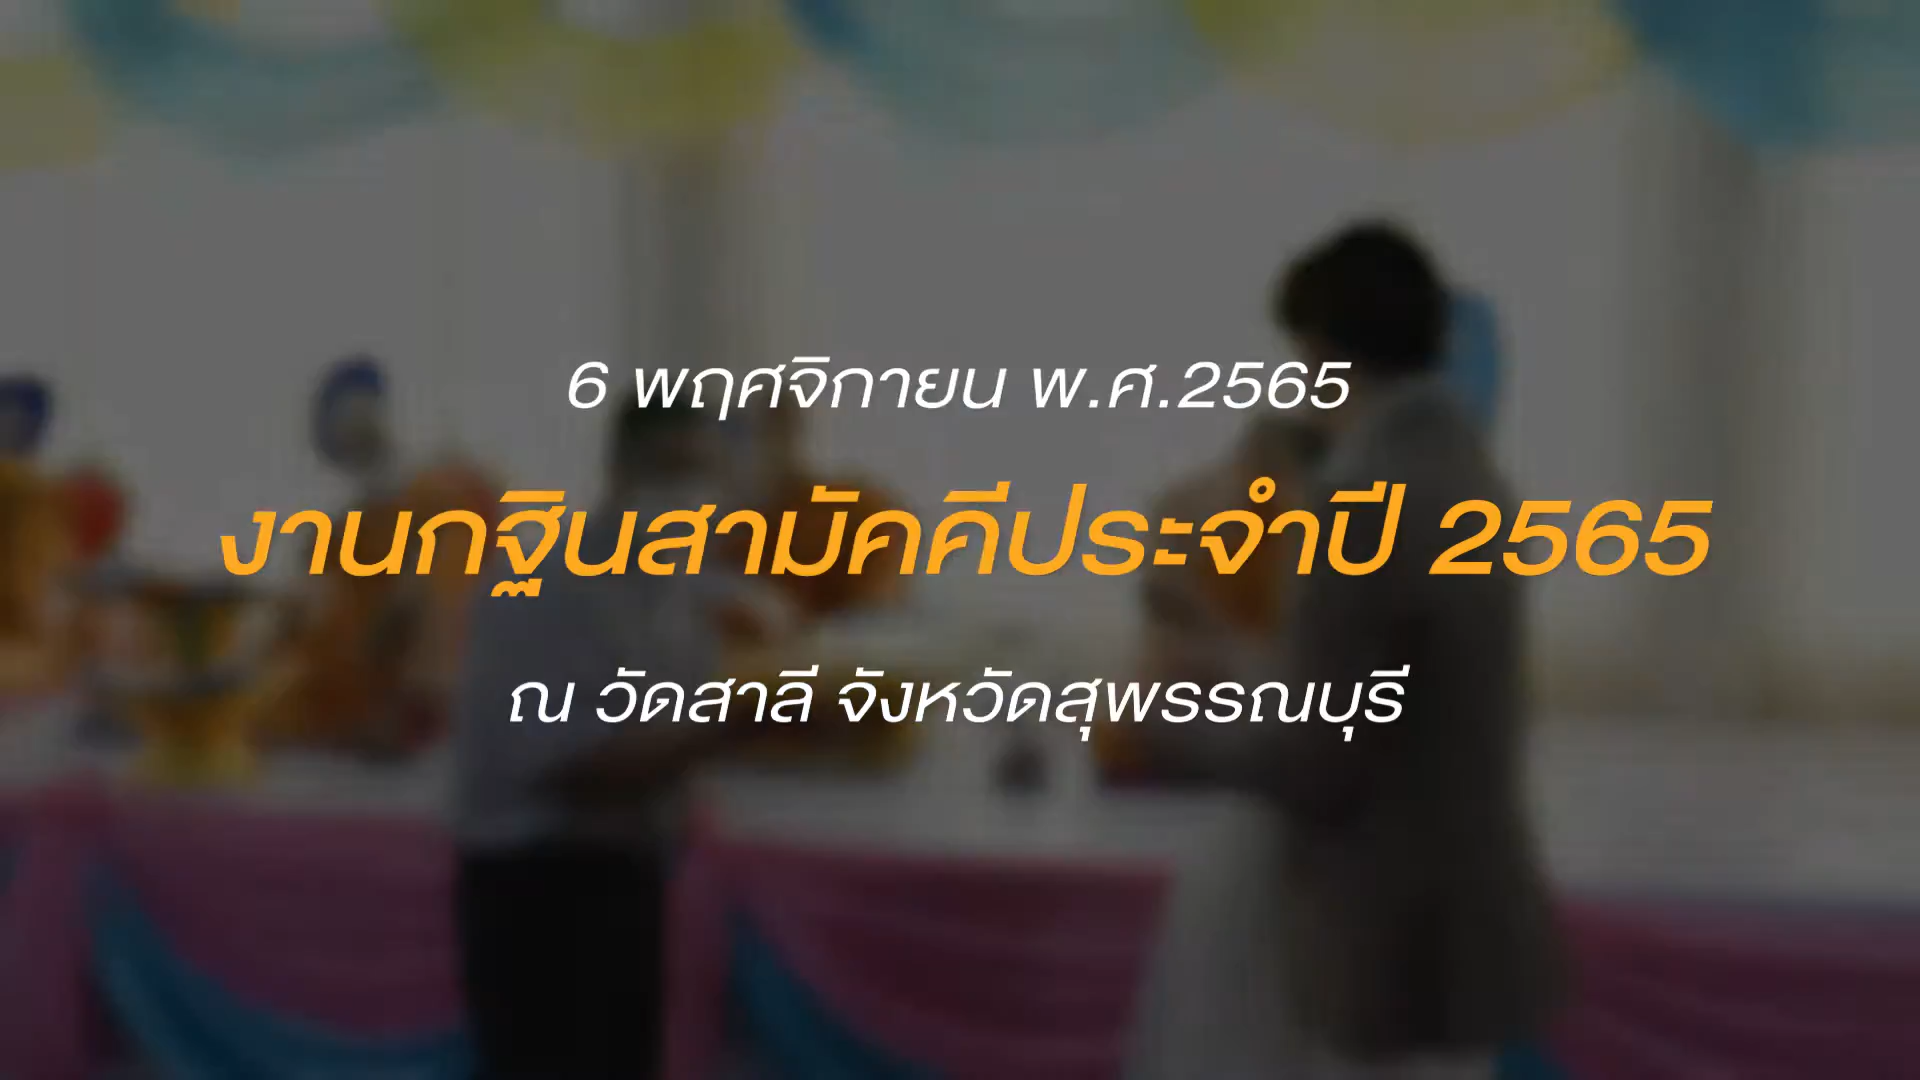 6 พฤศจิกายน พ.ศ.2565
งานกฐินสามัคคีประจำปี 2565
ณ วัดสาลี จังหวัดสุพรรณบุรี